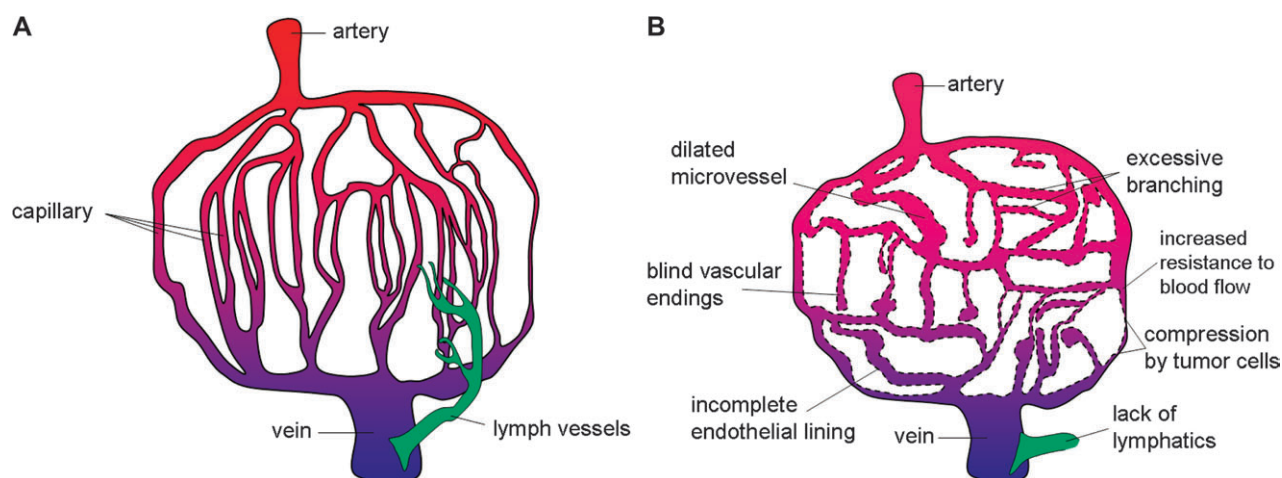 A
artery
capillary
vein
lymph vessels
B
artery
dilated
microvessel
excessive
branching
blind vascular
endings
increased
resistance to
blood flow
compression
by tumor cells
incomplete
endothelial lining
vein
lack of
lymphatics